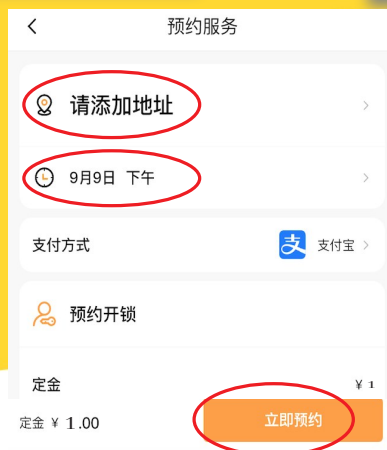 预约服务
请添加地址
9月9日 下午
支付方式
支 支付宝
预约开锁
定金 ¥ 1
定金 ¥ 1.00 立即预约